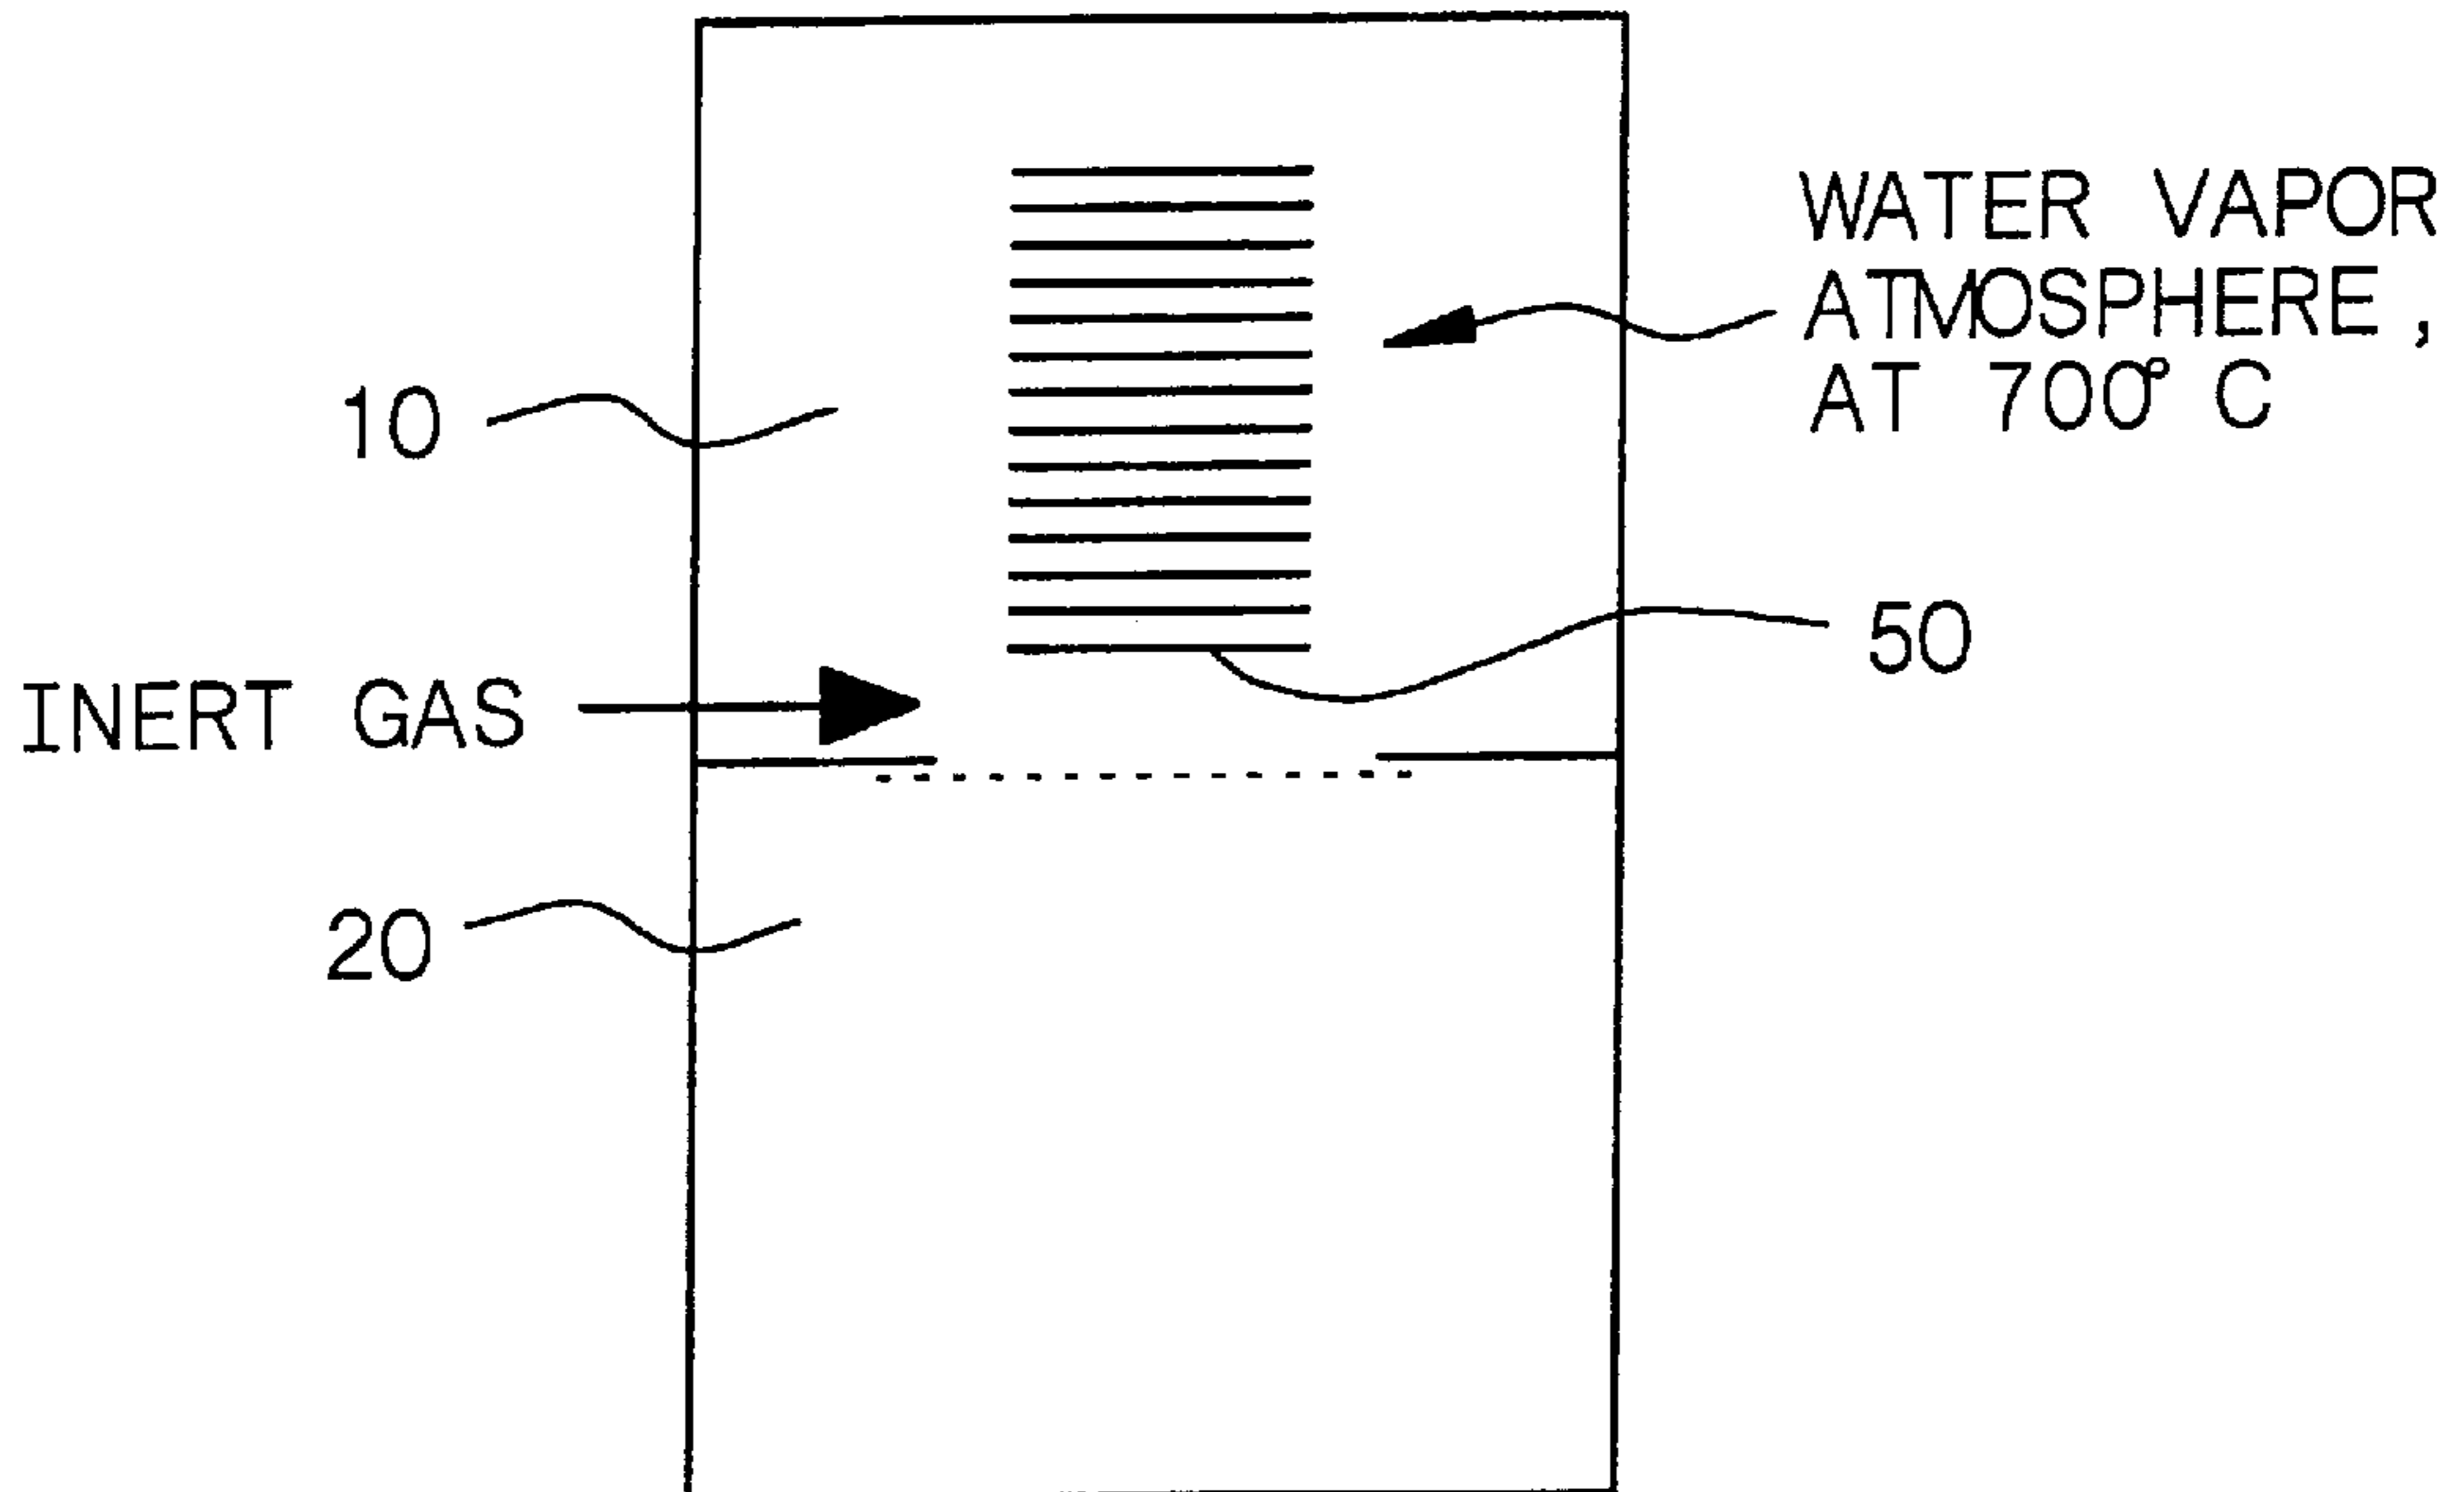 WATER VAPOR
ATMOSPHERE,
AT 700° C
10
50
INERT GAS
20